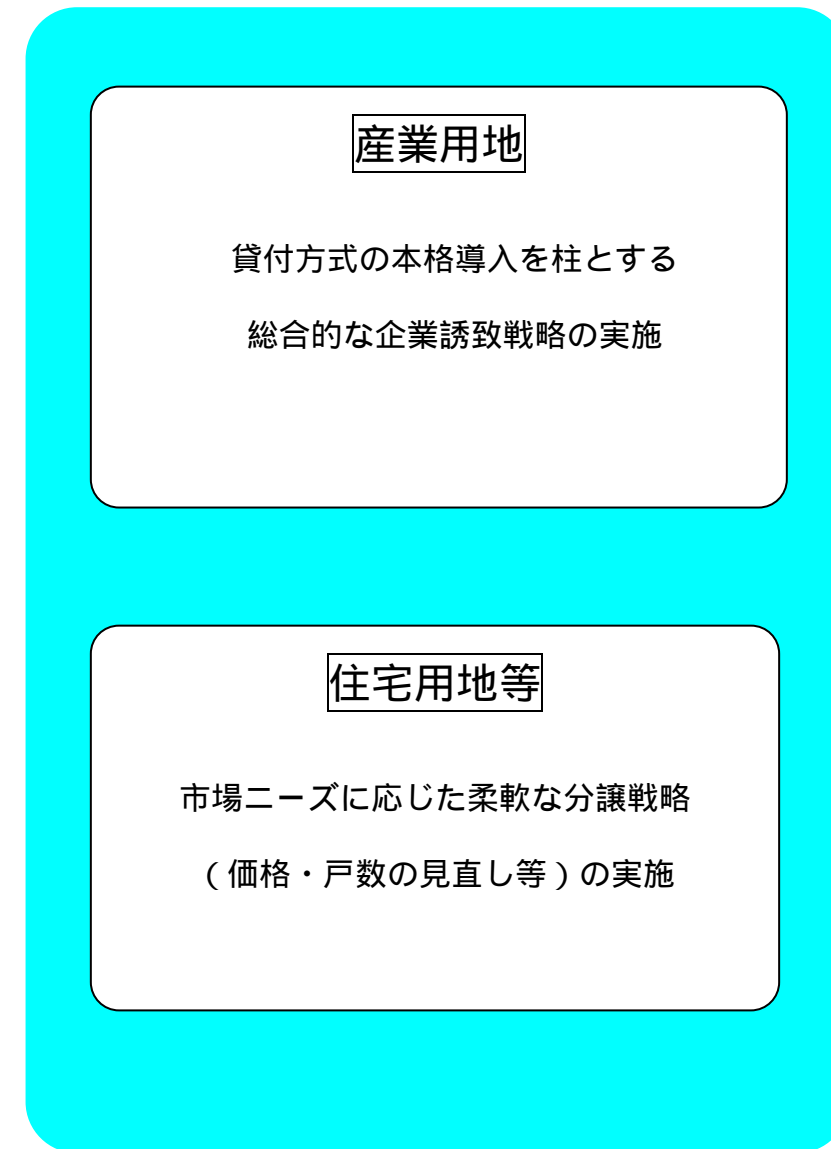 産業用地
貸付方式の本格導入を柱とする
総合的な企業誘致戦略の実施
住宅用地等
市場ニーズに応じた柔軟な分譲戦略
（価格・戸数の見直し等）の実施